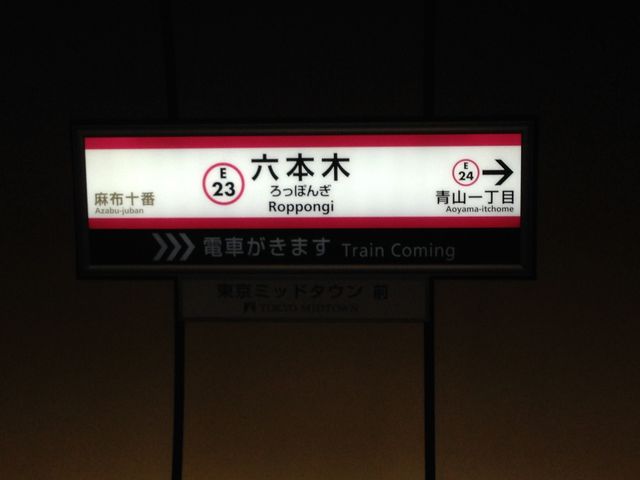 六本木
ろっぽんぎ
Roppongi
E
23
麻布十番
Azabu-juban
E
24
青山一丁目
Aoyama-itchome
電車がきます Train Coming
東京ミッドタウン 前
TOKYO MIDTOWN